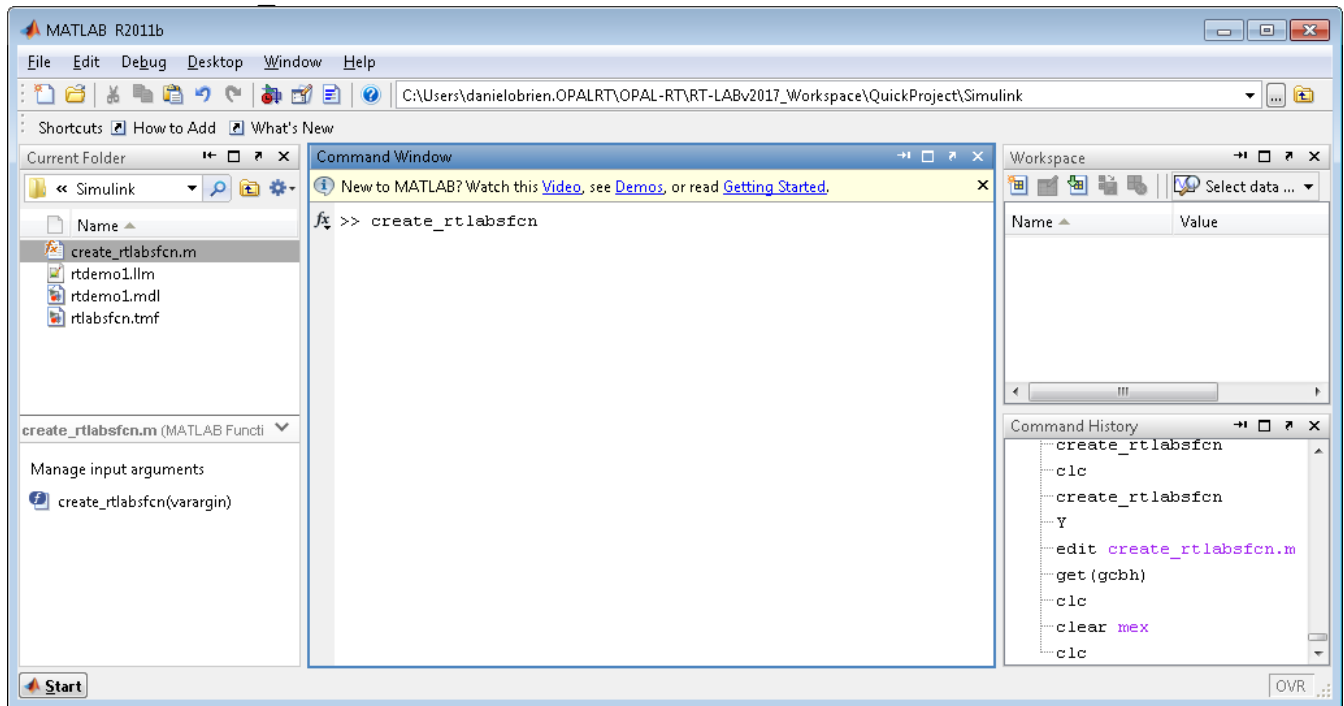 MATLAB R2011b
File Edit Debug Desktop Window Help
C:\Users\danielobrien.OPALRT\OPAL-RT\RT-LABv2017_Workspace\QuickProject\Simulink
Shortcuts How to Add What's New
Current Folder
« Simulink
Name
create_rtlabsfcn.m
rtdemo1.llm
rtdemo1.mdl
rtlabsfcn.tmf
create_rtlabsfcn.m (MATLAB Functi
Manage input arguments
create_rtlabsfcn(varargin)
Command Window
New to MATLAB? Watch this Video, see Demos, or read Getting Started.
fx >> create_rtlabsfcn
Workspace
Select data ...
Name Value
Command History
create_rtlabsfcn
clc
create_rtlabsfcn
Y
edit create_rtlabsfcn.m
get(gcbh)
clc
clear mex
clc
Start
OVR